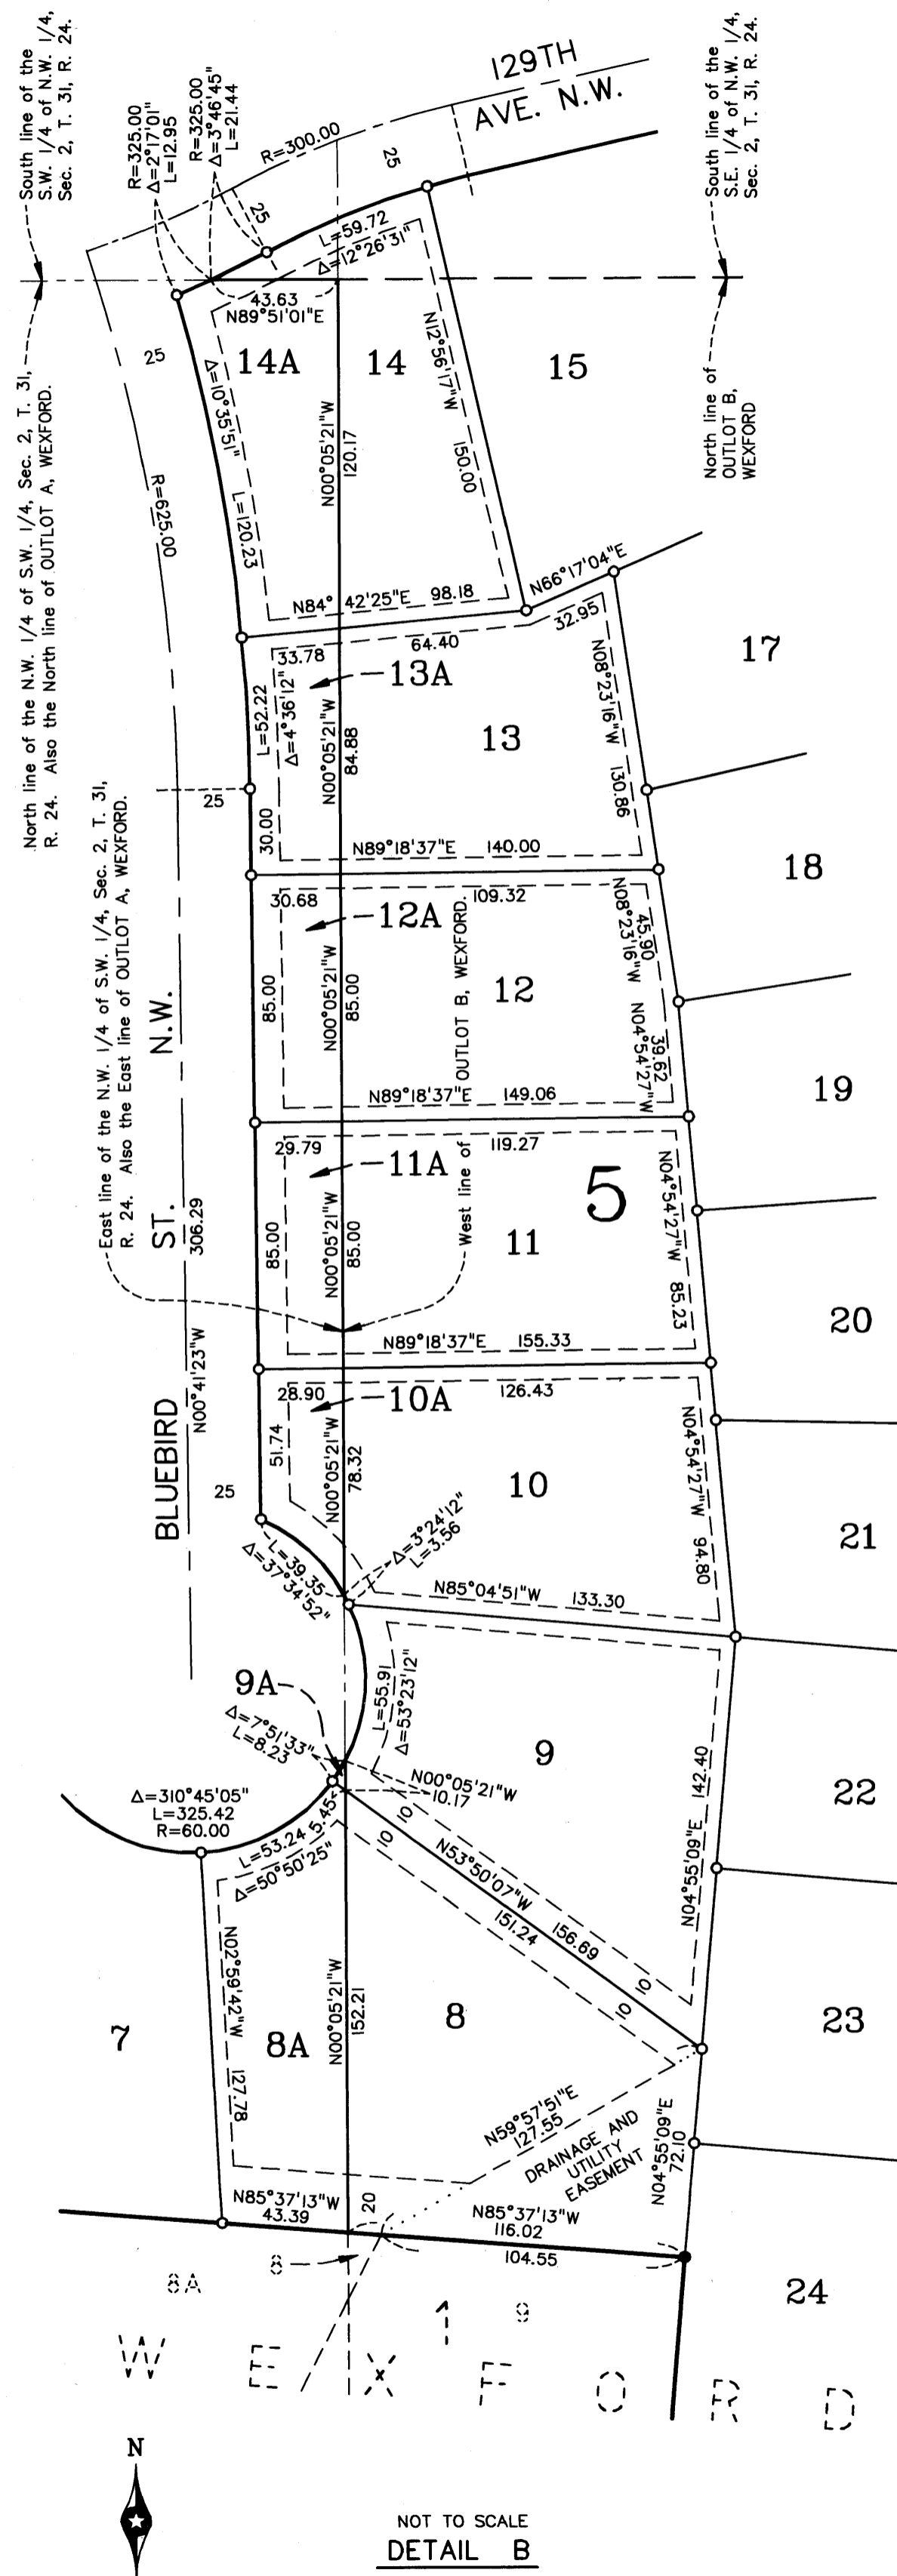 South line of the
S.W. 1/4 of N.W. 1/4,
Sec. 2, T. 31, R. 24.
R=325.00
Δ=2°17'01"
L=12.95
R=325.00
Δ=3°46'45"
L=21.44
R=300.00
129TH
AVE. N.W.
South line of the
S.E. 1/4 of N.W. 1/4,
Sec. 2, T. 31, R. 24.
25
25
L=59.72
Δ=12°26'31"
43.63
N89°51'01"E
North line of the N.W. 1/4 of S.W. 1/4, Sec. 2, T. 31,
R. 24. Also the North line of OUTLOT A, WEXFORD.
25
14A
14
15
North line of
OUTLOT B,
WEXFORD
Δ=10°35'51" L=120.23
N00°05'21"W
120.17
N12°56'17"W 150.00
R=625.00
N84°42'25"E 98.18
N66°17'04"E
32.95
33.78
64.40
13A
L=52.22
Δ=4°36'12"
N00°05'21"W
84.88
13
N08°23'16"W 130.86
17
25
30.00
N89°18'37"E 140.00
18
East line of the N.W. 1/4 of S.W. 1/4, Sec. 2, T. 31,
R. 24. Also the East line of OUTLOT A, WEXFORD.
30.68
109.32
12A
85.00
N00°05'21"W
85.00
West line of OUTLOT B, WEXFORD.
12
45.90
N08°23'16"W
39.62
N04°54'27"W
N89°18'37"E 149.06
19
29.79
119.27
11A
85.00
N00°05'21"W
85.00
11
5
N04°54'27"W 85.23
N89°18'37"E 155.33
20
BLUEBIRD ST. N.W.
N00°41'23"W 306.29
28.90
126.43
10A
51.74
N00°05'21"W
78.32
10
N04°54'27"W 94.80
25
21
L=39.35
Δ=37°34'52"
Δ=3°24'12"
L=3.56
N85°04'51"W 133.30
9A
Δ=7°51'33"
L=8.23
L=55.91
Δ=53°23'12"
9
N00°05'21"W
10.17
N04°55'09"E 142.40
22
Δ=310°45'05"
L=325.42
R=60.00
L=53.24
Δ=50°50'25"
5.45
10
10
N53°50'07"W 156.69
151.24
10
10
N02°59'42"W 127.78
N00°05'21"W
152.21
7
8A
8
23
N59°57'51"E
127.55
DRAINAGE AND
UTILITY
EASEMENT
N04°55'09"E
72.10
N85°37'13"W
43.39
20
N85°37'13"W
116.02
104.55
8A
8
1
9
24
W E X F O R D
N
NOT TO SCALE
DETAIL B